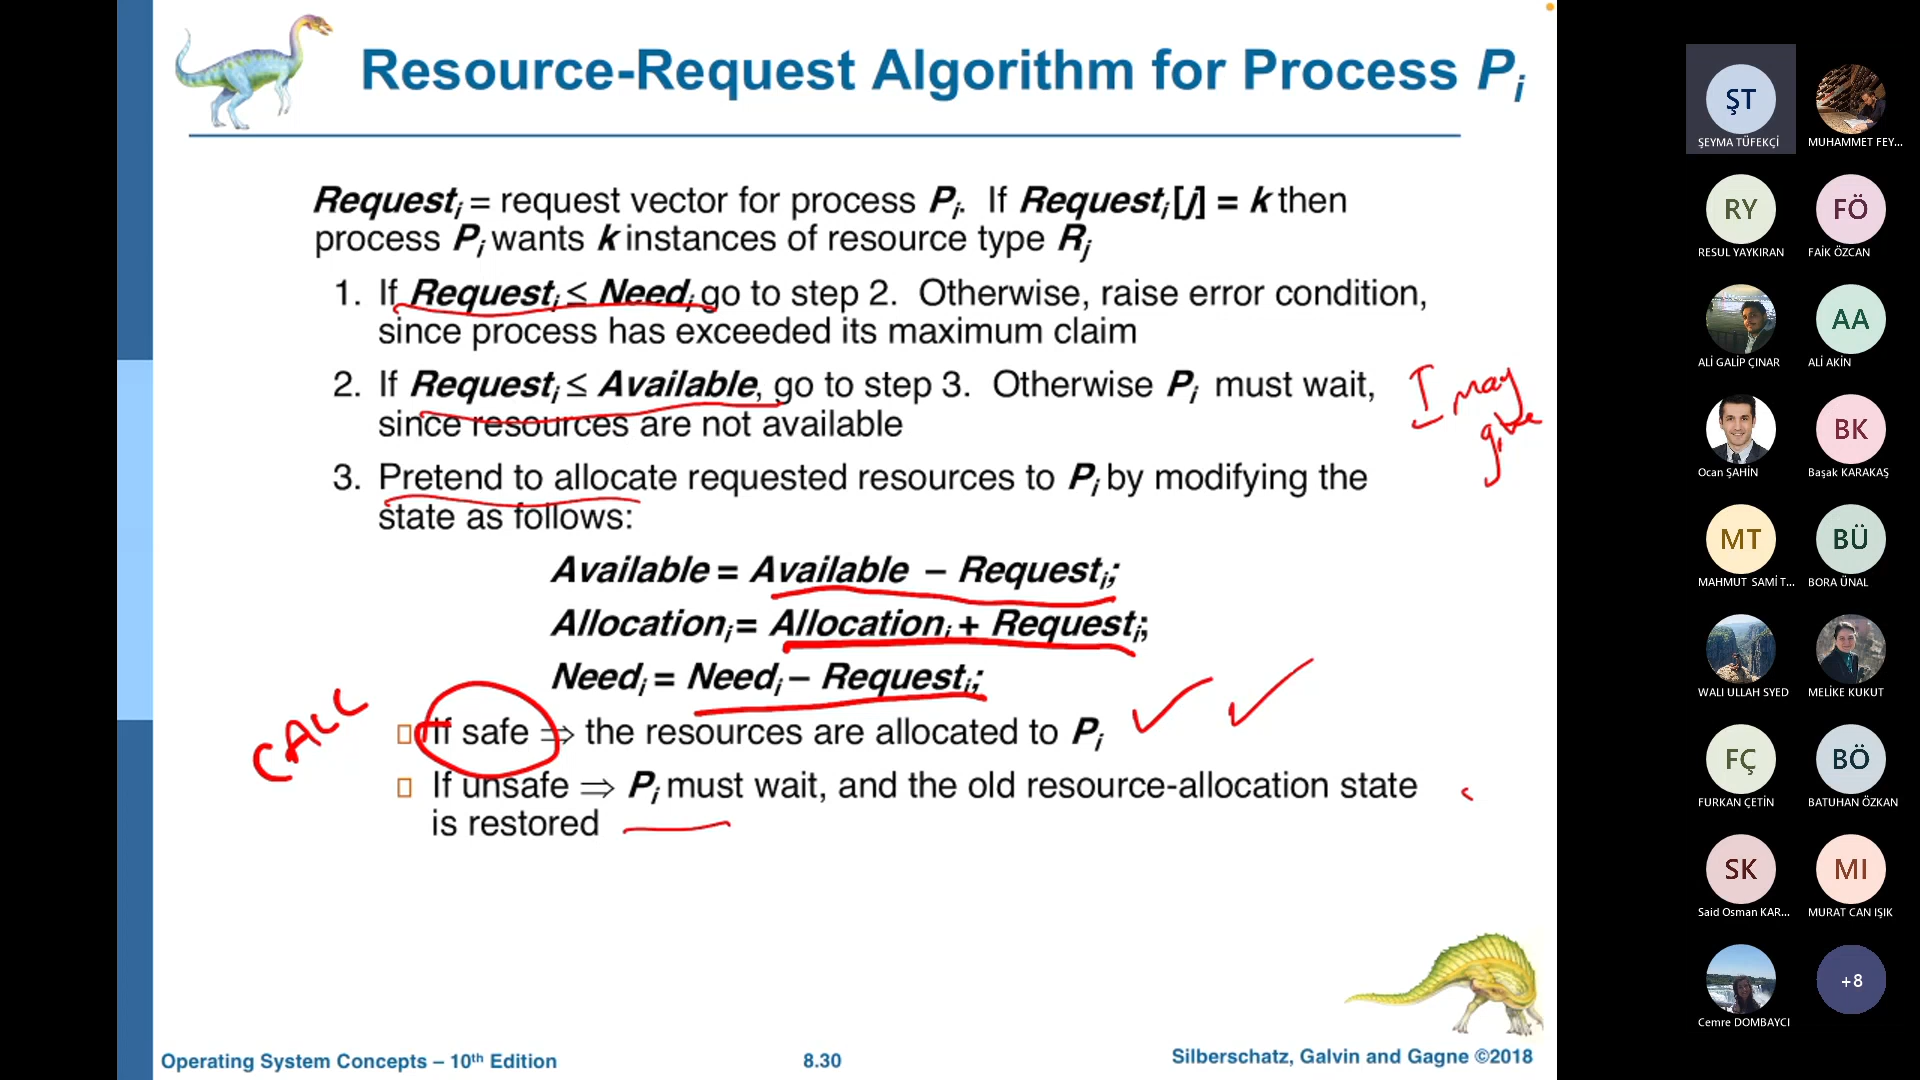 Resource-Request Algorithm for Process Pi
Requesti = request vector for process Pi. If Requesti [j] = k then
process Pi wants k instances of resource type Rj
1. If Requesti ≤ Needi go to step 2. Otherwise, raise error condition,
since process has exceeded its maximum claim
2. If Requesti ≤ Available, go to step 3. Otherwise Pi must wait,
since resources are not available
I may
give
3. Pretend to allocate requested resources to Pi by modifying the
state as follows:
Available = Available – Requesti;
Allocationi = Allocationi + Requesti;
Needi = Needi – Requesti;
CALL
If safe ⇒ the resources are allocated to Pi
If unsafe ⇒ Pi must wait, and the old resource-allocation state
is restored
Operating System Concepts – 10th Edition
8.30
Silberschatz, Galvin and Gagne ©2018
ŞT
ŞEYMA TÜFEKÇİ
MUHAMMET FEY...
RY
RESUL YAYKIRAN
FÖ
FAİK ÖZCAN
ALİ GALİP ÇINAR
AA
ALİ AKİN
Ocan ŞAHİN
BK
Başak KARAKAŞ
MT
MAHMUT SAMİ T...
BÜ
BORA ÜNAL
WALI ULLAH SYED
MELİKE KUKUT
FÇ
FURKAN ÇETİN
BÖ
BATUHAN ÖZKAN
SK
Said Osman KAR...
MI
MURAT CAN IŞIK
Cemre DOMBAYCI
+8